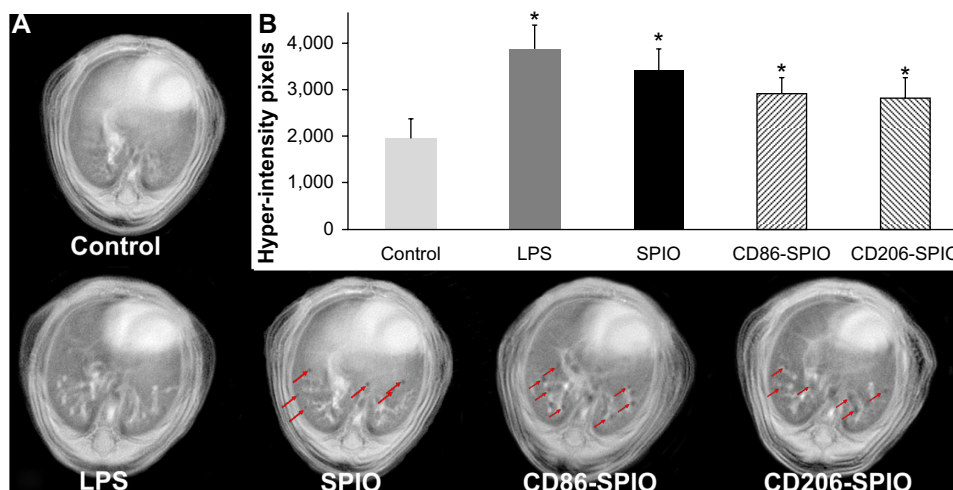 A
Control
B
Hyper-intensity pixels
4,000
3,000
2,000
1,000
0
*
*
*
*
Control LPS SPIO CD86-SPIO CD206-SPIO
LPS SPIO CD86-SPIO CD206-SPIO